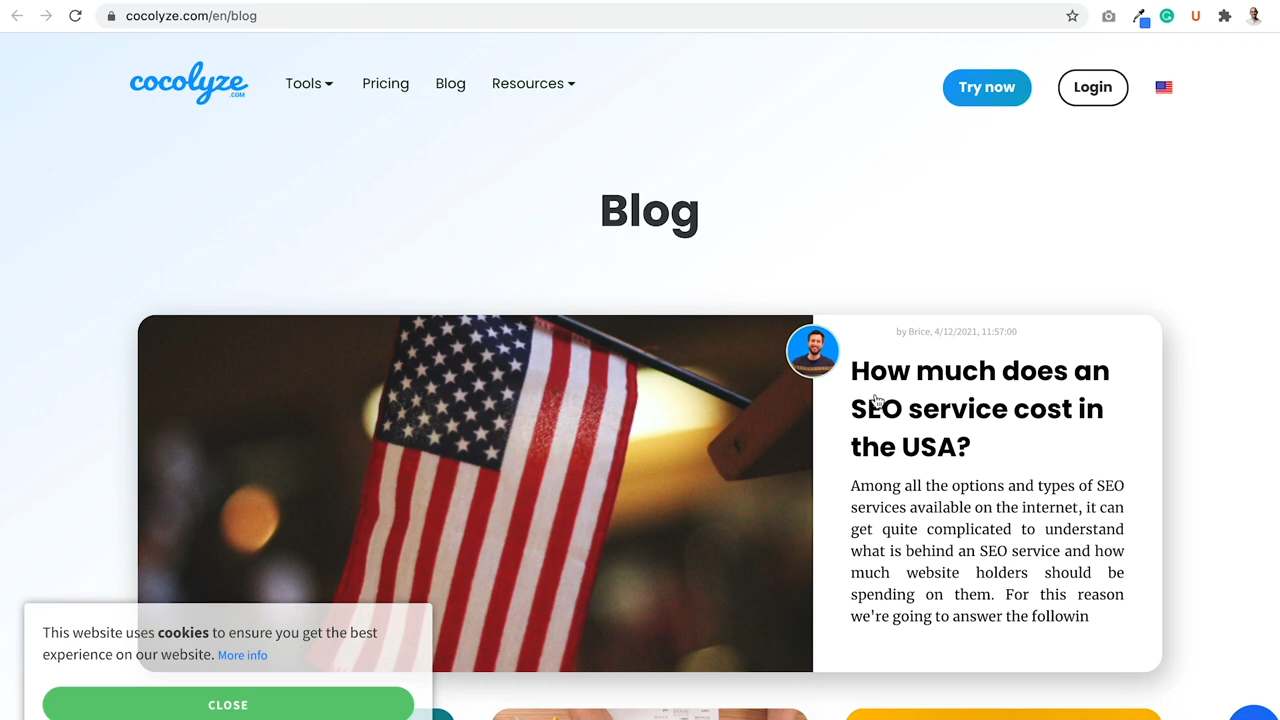 cocolyze.com/en/blog
cocolyze
.COM
Tools
Pricing
Blog
Resources
Try now
Login
Blog
by Brice, 4/12/2021, 11:57:00
How much does an
SEO service cost in
the USA?
Among all the options and types of SEO
services available on the internet, it can
get quite complicated to understand
what is behind an SEO service and how
much website holders should be
spending on them. For this reason
we're going to answer the followin
This website uses cookies to ensure you get the best
experience on our website. More info
CLOSE